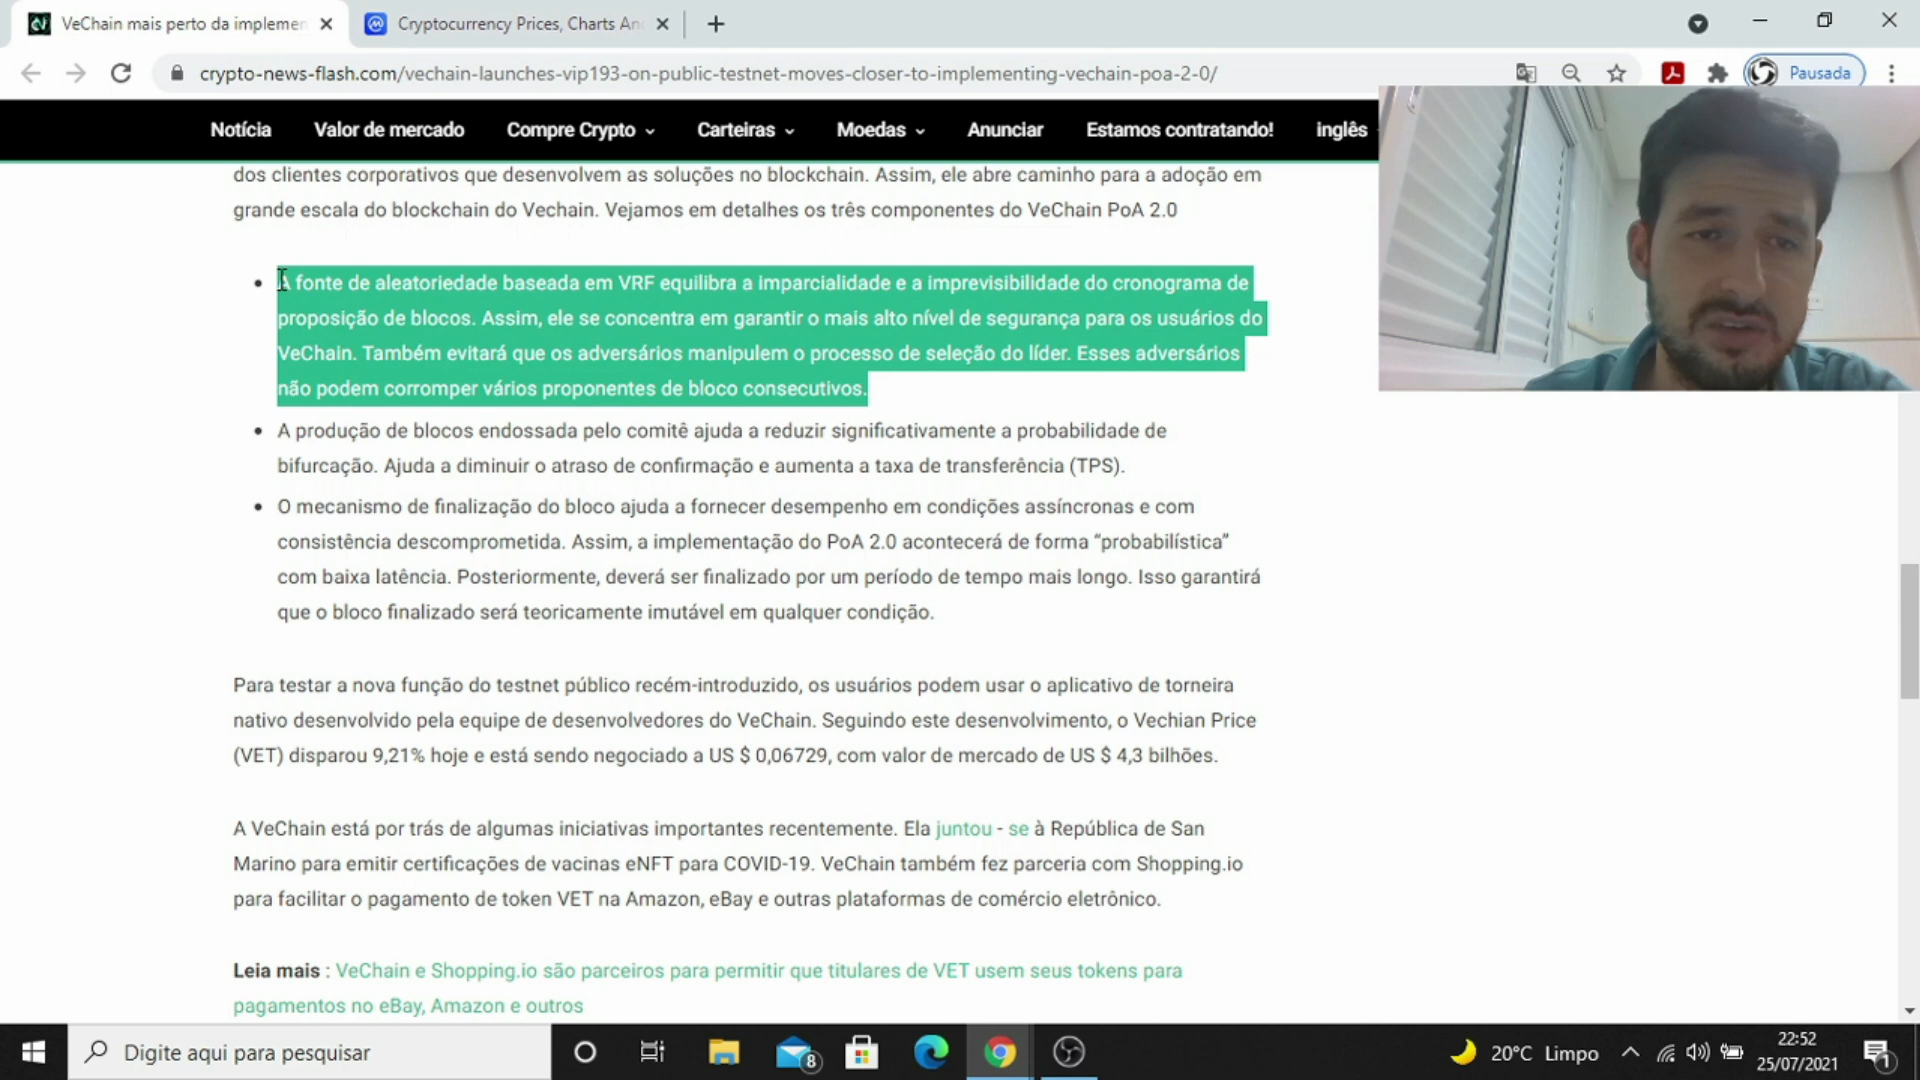 VeChain mais perto da implemen
Cryptocurrency Prices, Charts An
crypto-news-flash.com/vechain-launches-vip193-on-public-testnet-moves-closer-to-implementing-vechain-poa-2-0/
Pausada
Notícia Valor de mercado Compre Crypto Carteiras Moedas Anunciar Estamos contratando! inglês
dos clientes corporativos que desenvolvem as soluções no blockchain. Assim, ele abre caminho para a adoção em
grande escala do blockchain do Vechain. Vejamos em detalhes os três componentes do VeChain PoA 2.0
A fonte de aleatoriedade baseada em VRF equilibra a imparcialidade e a imprevisibilidade do cronograma de
proposição de blocos. Assim, ele se concentra em garantir o mais alto nível de segurança para os usuários do
VeChain. Também evitará que os adversários manipulem o processo de seleção do líder. Esses adversários
não podem corromper vários proponentes de bloco consecutivos.
A produção de blocos endossada pelo comitê ajuda a reduzir significativamente a probabilidade de
bifurcação. Ajuda a diminuir o atraso de confirmação e aumenta a taxa de transferência (TPS).
O mecanismo de finalização do bloco ajuda a fornecer desempenho em condições assíncronas e com
consistência descomprometida. Assim, a implementação do PoA 2.0 acontecerá de forma “probabilística”
com baixa latência. Posteriormente, deverá ser finalizado por um período de tempo mais longo. Isso garantirá
que o bloco finalizado será teoricamente imutável em qualquer condição.
Para testar a nova função do testnet público recém-introduzido, os usuários podem usar o aplicativo de torneira
nativo desenvolvido pela equipe de desenvolvedores do VeChain. Seguindo este desenvolvimento, o Vechian Price
(VET) disparou 9,21% hoje e está sendo negociado a US $ 0,06729, com valor de mercado de US $ 4,3 bilhões.
A VeChain está por trás de algumas iniciativas importantes recentemente. Ela juntou - se à República de San
Marino para emitir certificações de vacinas eNFT para COVID-19. VeChain também fez parceria com Shopping.io
para facilitar o pagamento de token VET na Amazon, eBay e outras plataformas de comércio eletrônico.
Leia mais : VeChain e Shopping.io são parceiros para permitir que titulares de VET usem seus tokens para
pagamentos no eBay, Amazon e outros
Digite aqui para pesquisar
8
20°C Limpo
22:52
25/07/2021
1